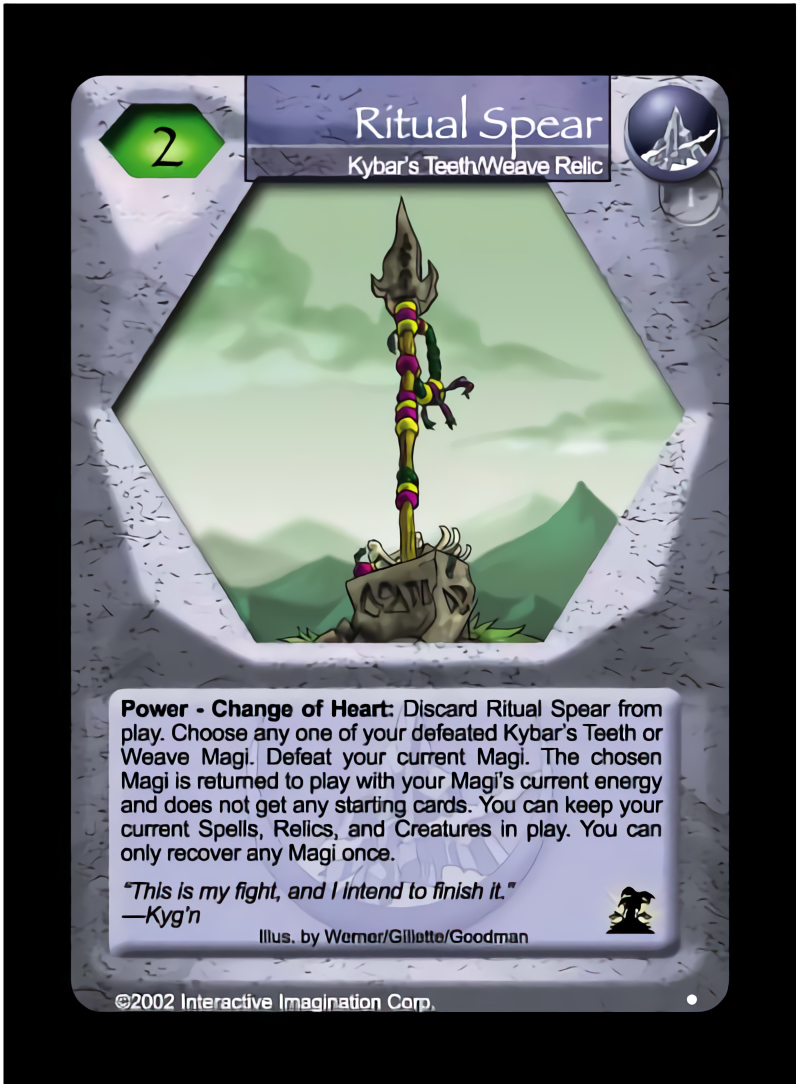 2
Ritual Spear
Kybar's Teeth/Weave Relic
Power - Change of Heart: Discard Ritual Spear from
play. Choose any one of your defeated Kybar's Teeth or
Weave Magi. Defeat your current Magi. The chosen
Magi is returned to play with your Magi's current energy
and does not get any starting cards. You can keep your
current Spells, Relics, and Creatures in play. You can
only recover any Magi once.
"This is my fight, and I intend to finish it."
—Kyg'n
Illus. by Werner/Gillette/Goodman
©2002 Interactive Imagination Corp.